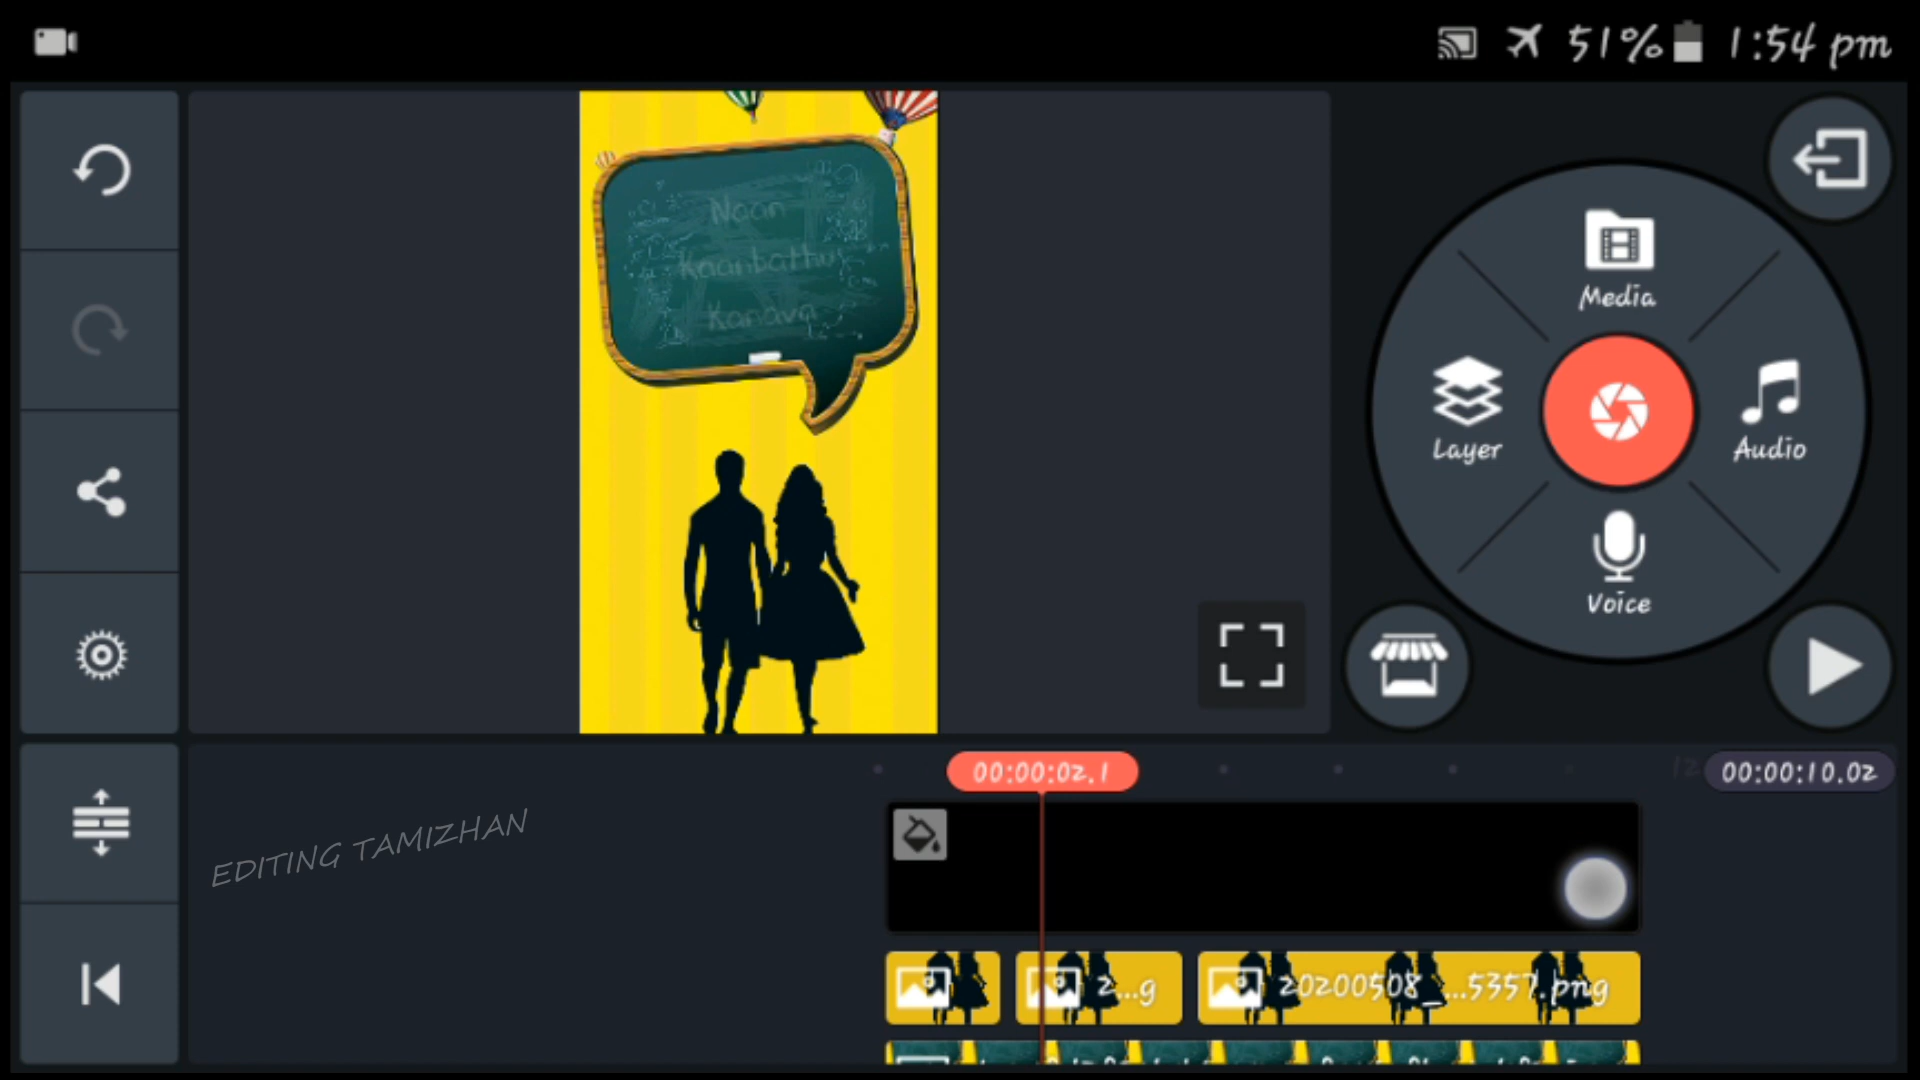 51% 1:54 pm
Naan
Kaanbathu
Kanava
Media
Layer
Audio
Voice
00:00:02.1
12
00:00:10.02
EDITING TAMIZHAN
2...g
20200508_...5357.png